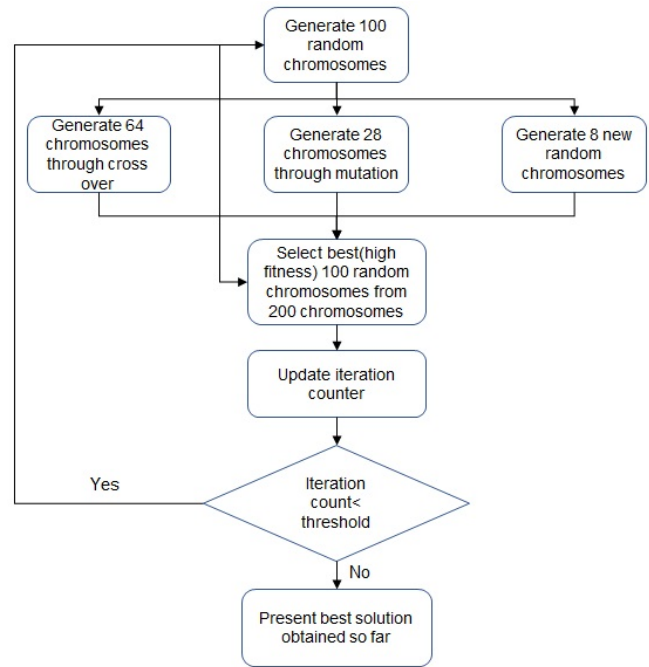 Generate 100
random
chromosomes
Generate 64
chromosomes
through cross
over
Generate 28
chromosomes
through mutation
Generate 8 new
random
chromosomes
Select best(high
fitness) 100 random
chromosomes from
200 chromosomes
Update iteration
counter
Yes
Iteration
count<
threshold
No
Present best solution
obtained so far